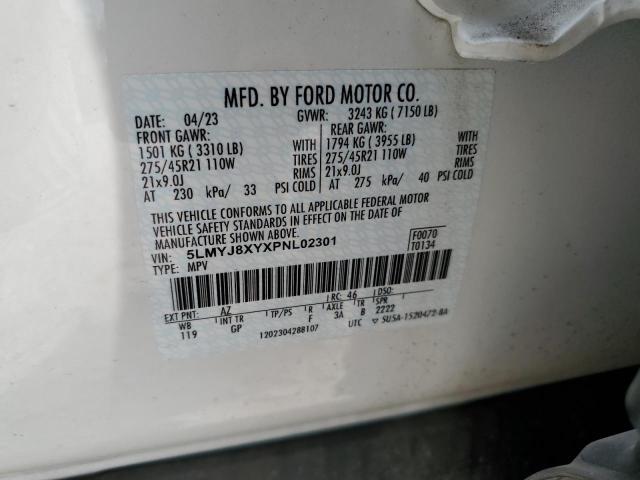 MFD. BY FORD MOTOR CO.
DATE: 04/23 GVWR: 3243 KG ( 7150 LB)
FRONT GAWR: REAR GAWR:
1501 KG ( 3310 LB) WITH 1794 KG ( 3955 LB) WITH
275/45R21 110W TIRES 275/45R21 110W TIRES
21x9.0J RIMS 21x9.0J RIMS
AT 230 kPa/ 33 PSI COLD AT 275 kPa/ 40 PSI COLD
THIS VEHICLE CONFORMS TO ALL APPLICABLE FEDERAL MOTOR
VEHICLE SAFETY STANDARDS IN EFFECT ON THE DATE OF
MANUFACTURE SHOWN ABOVE.
VIN: 5LMYJ8XYXPNL02301 F0070
TYPE: MPV T0134
EXT PNT: AZ RC: 46 DSO:
WB INT TR TP/PS R AXLE TR SPR
119 GP F 3A B 2222
1202304288107 UTC ▽ 5U5A-1520472-BA